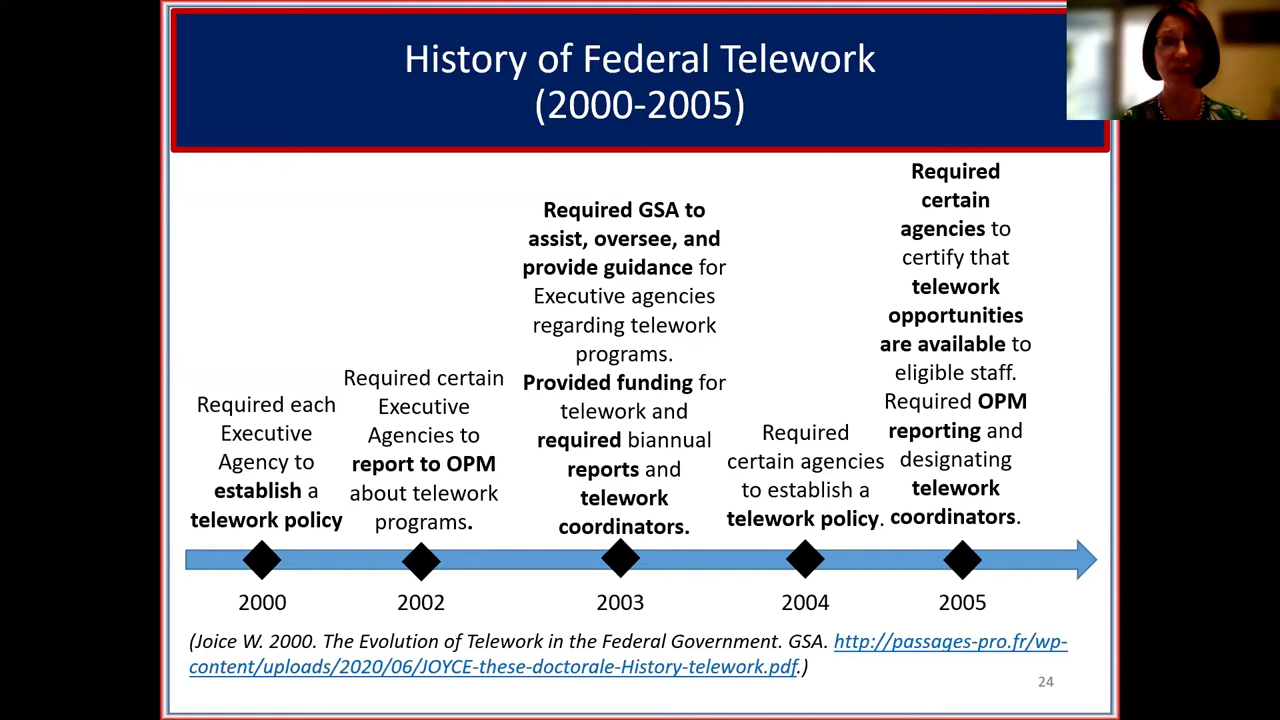 History of Federal Telework
(2000-2005)
Required each
Executive
Agency to
establish a
telework policy
Required certain
Executive
Agencies to
report to OPM
about telework
programs.
Required GSA to
assist, oversee, and
provide guidance for
Executive agencies
regarding telework
programs.
Provided funding for
telework and
required biannual
reports and
telework
coordinators.
Required
certain agencies
to establish a
telework policy.
Required
certain
agencies to
certify that
telework
opportunities
are available to
eligible staff.
Required OPM
reporting and
designating
telework
coordinators.
2000
2002
2003
2004
2005
(Joice W. 2000. The Evolution of Telework in the Federal Government. GSA. http://passages-pro.fr/wp-
content/uploads/2020/06/JOYCE-these-doctorale-History-telework.pdf.)
24